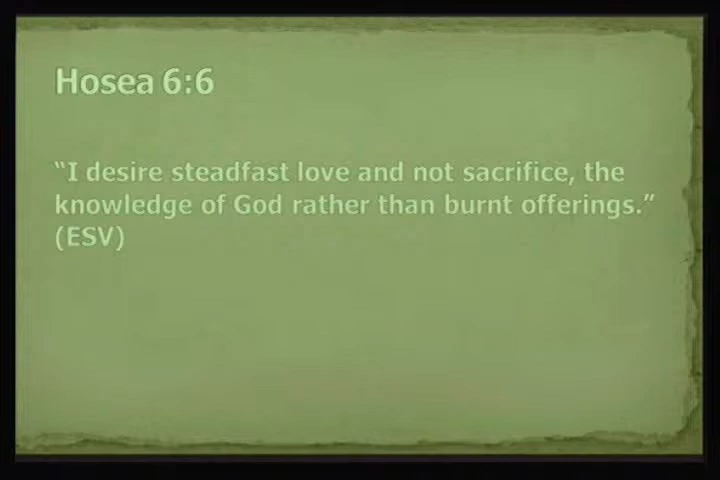 Hosea 6:6
“I desire steadfast love and not sacrifice, the
knowledge of God rather than burnt offerings.”
(ESV)